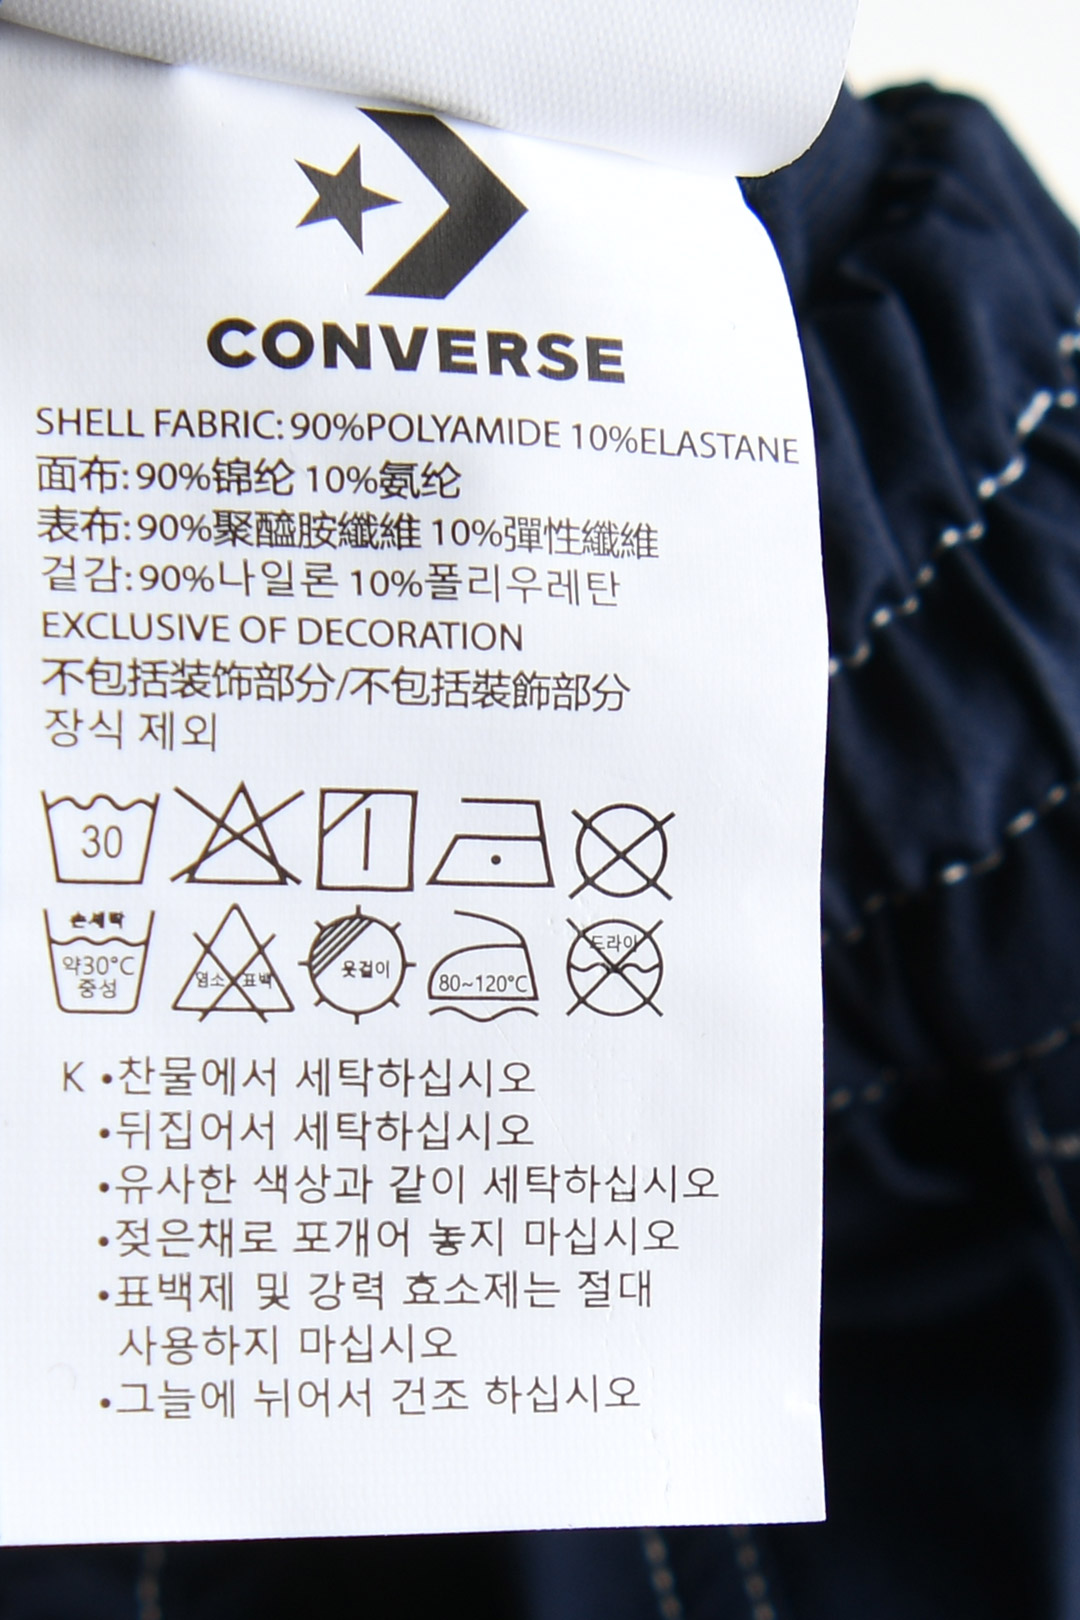 CONVERSE
SHELL FABRIC: 90%POLYAMIDE 10%ELASTANE
面布: 90%锦纶 10%氨纶
表布: 90%聚醯胺纖維 10%彈性纖維
겉감: 90%나일론 10%폴리우레탄
EXCLUSIVE OF DECORATION
不包括装饰部分/不包括裝飾部分
장식 제외
30
손세탁
약30°C
중성
염소 표백
옷걸이
80~120°C
드라이
K •찬물에서 세탁하십시오
•뒤집어서 세탁하십시오
•유사한 색상과 같이 세탁하십시오
•젖은채로 포개어 놓지 마십시오
•표백제 및 강력 효소제는 절대
사용하지 마십시오
•그늘에 뉘어서 건조 하십시오